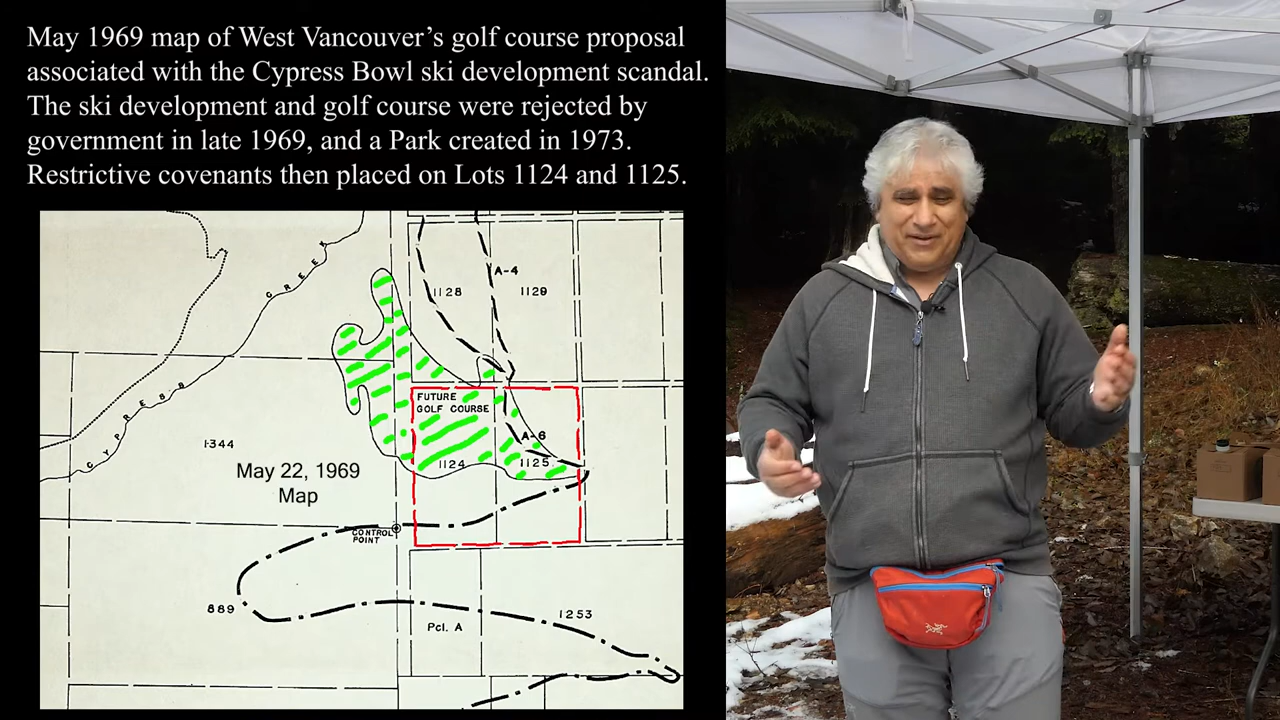 May 1969 map of West Vancouver’s golf course proposal
associated with the Cypress Bowl ski development scandal.
The ski development and golf course were rejected by
government in late 1969, and a Park created in 1973.
Restrictive covenants then placed on Lots 1124 and 1125.
A-4
1128
1129
CREEK
CYPRESS
FUTURE
GOLF COURSE
A-6
1344
1124
1125
May 22, 1969
Map
CONTROL
POINT
889
1253
Pcl. A